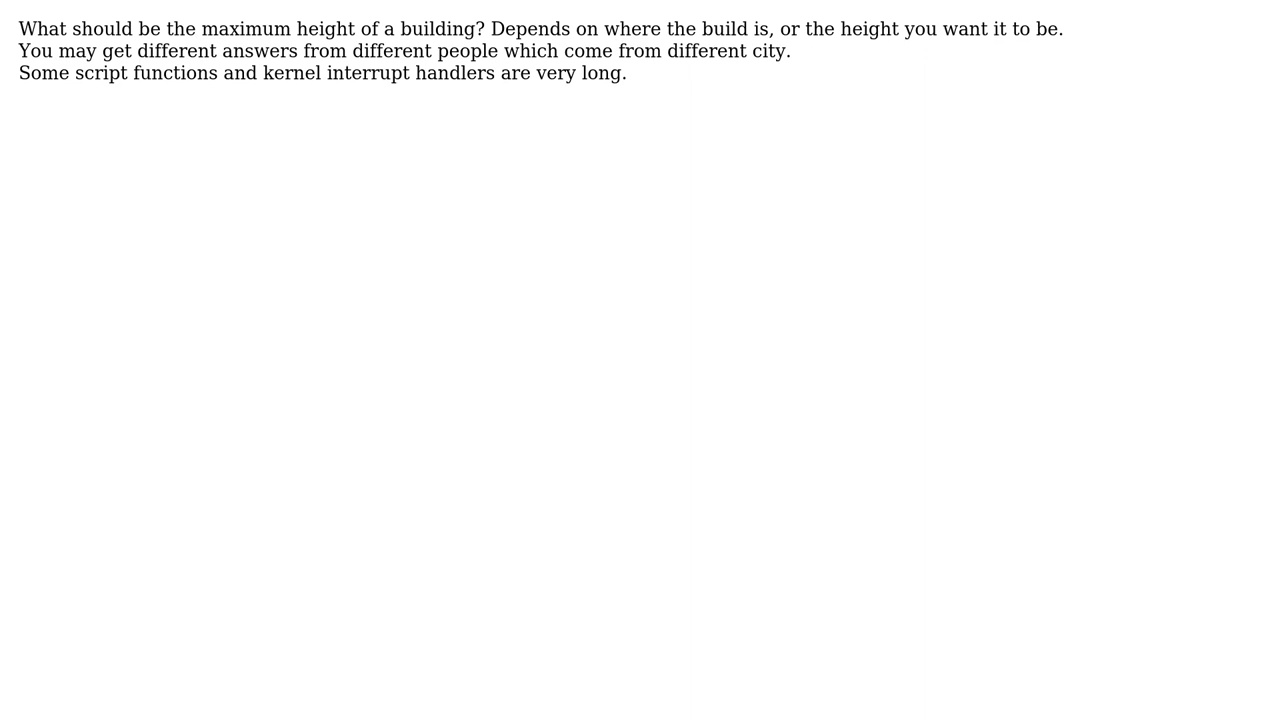 What should be the maximum height of a building? Depends on where the build is, or the height you want it to be.
You may get different answers from different people which come from different city.
Some script functions and kernel interrupt handlers are very long.